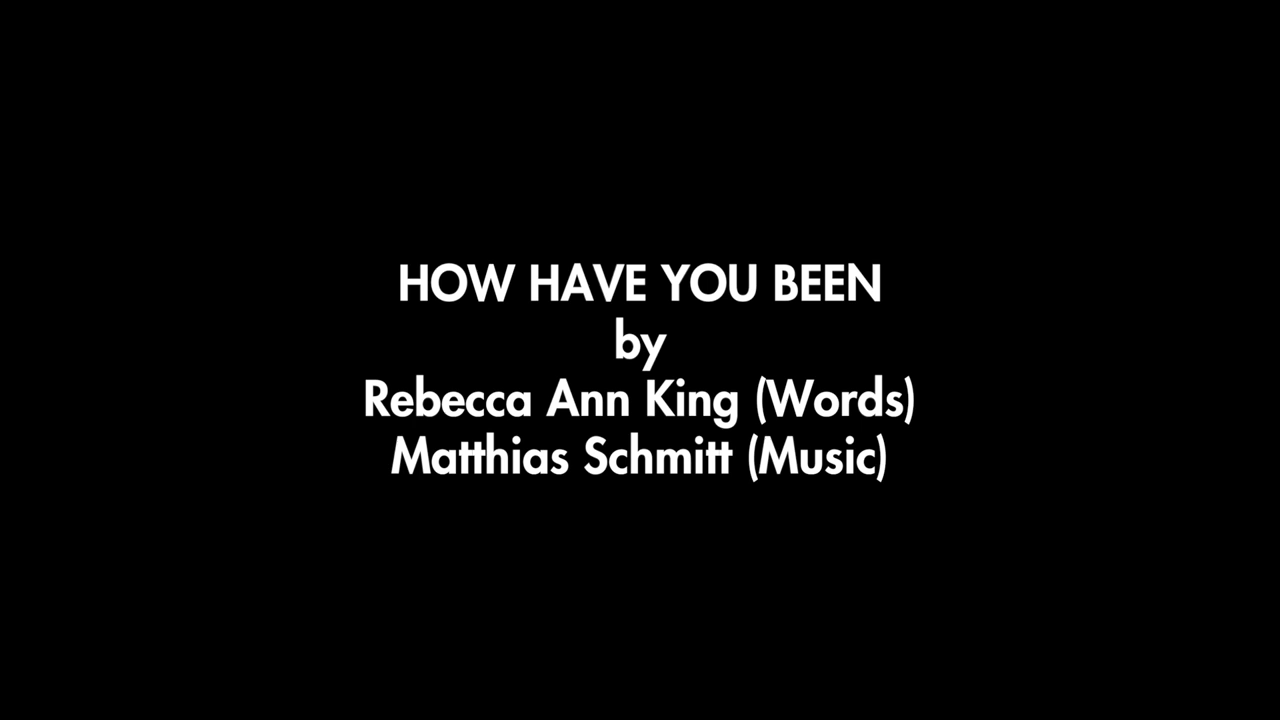 HOW HAVE YOU BEEN
by
Rebecca Ann King (Words)
Matthias Schmitt (Music)